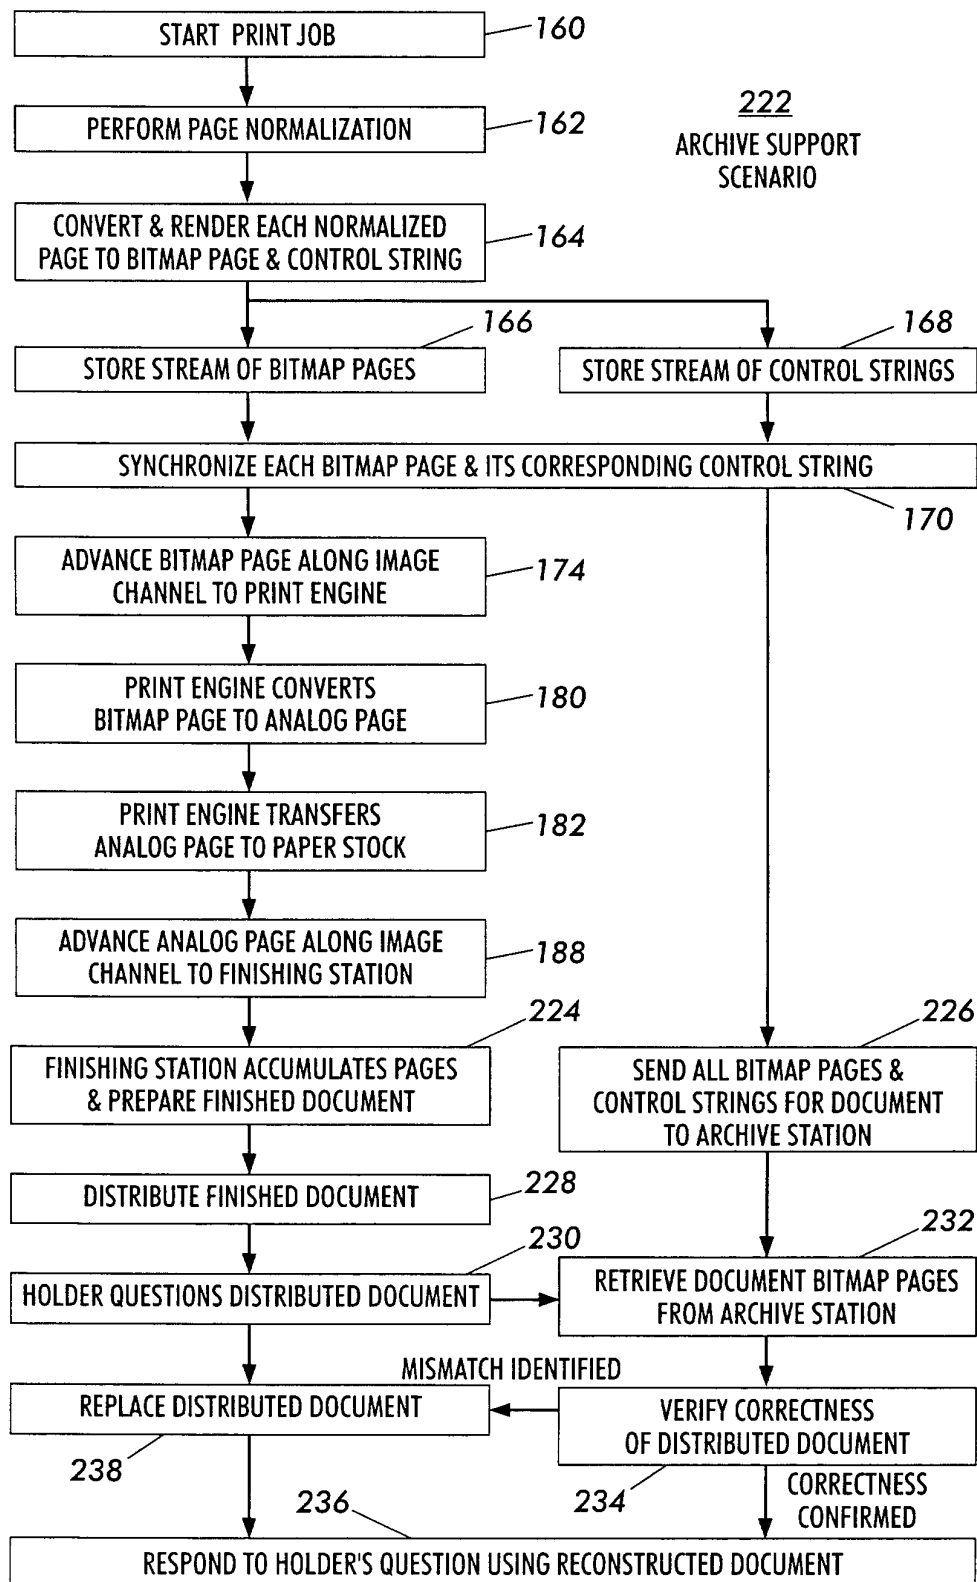 START PRINT JOB
160
PERFORM PAGE NORMALIZATION
162
222
ARCHIVE SUPPORT
SCENARIO
CONVERT & RENDER EACH NORMALIZED
PAGE TO BITMAP PAGE & CONTROL STRING
164
166
168
STORE STREAM OF BITMAP PAGES
STORE STREAM OF CONTROL STRINGS
SYNCHRONIZE EACH BITMAP PAGE & ITS CORRESPONDING CONTROL STRING
170
ADVANCE BITMAP PAGE ALONG IMAGE
CHANNEL TO PRINT ENGINE
174
PRINT ENGINE CONVERTS
BITMAP PAGE TO ANALOG PAGE
180
PRINT ENGINE TRANSFERS
ANALOG PAGE TO PAPER STOCK
182
ADVANCE ANALOG PAGE ALONG IMAGE
CHANNEL TO FINISHING STATION
188
224
226
FINISHING STATION ACCUMULATES PAGES
& PREPARE FINISHED DOCUMENT
SEND ALL BITMAP PAGES &
CONTROL STRINGS FOR DOCUMENT
TO ARCHIVE STATION
DISTRIBUTE FINISHED DOCUMENT
228
230
232
HOLDER QUESTIONS DISTRIBUTED DOCUMENT
RETRIEVE DOCUMENT BITMAP PAGES
FROM ARCHIVE STATION
MISMATCH IDENTIFIED
REPLACE DISTRIBUTED DOCUMENT
VERIFY CORRECTNESS
OF DISTRIBUTED DOCUMENT
238
236
234
CORRECTNESS
CONFIRMED
RESPOND TO HOLDER'S QUESTION USING RECONSTRUCTED DOCUMENT